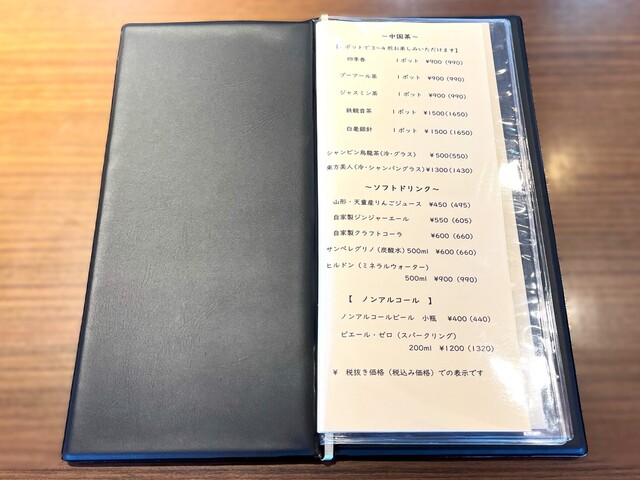 ～中国茶～
【1ポットで3～4煎お楽しみいただけます】
四季春 1ポット ¥900(990)
プーアール茶 1ポット ¥900(990)
ジャスミン茶 1ポット ¥900(990)
鉄観音茶 1ポット ¥1500(1650)
白毫銀針 1ポット ¥1500(1650)
シャンピン烏龍茶(冷・グラス) ¥500(550)
東方美人(冷・シャンパングラス)¥1300(1430)
～ソフトドリンク～
山形・天童産りんごジュース ¥450(495)
自家製ジンジャーエール ¥550(605)
自家製クラフトコーラ ¥600(660)
サンペレグリノ(炭酸水)500ml ¥600(660)
ヒルドン(ミネラルウォーター)
500ml ¥900(990)
【 ノンアルコール 】
ノンアルコールビール 小瓶 ¥400(440)
ピエール・ゼロ(スパークリング)
200ml ¥1200(1320)
¥ 税抜き価格(税込み価格)での表示です